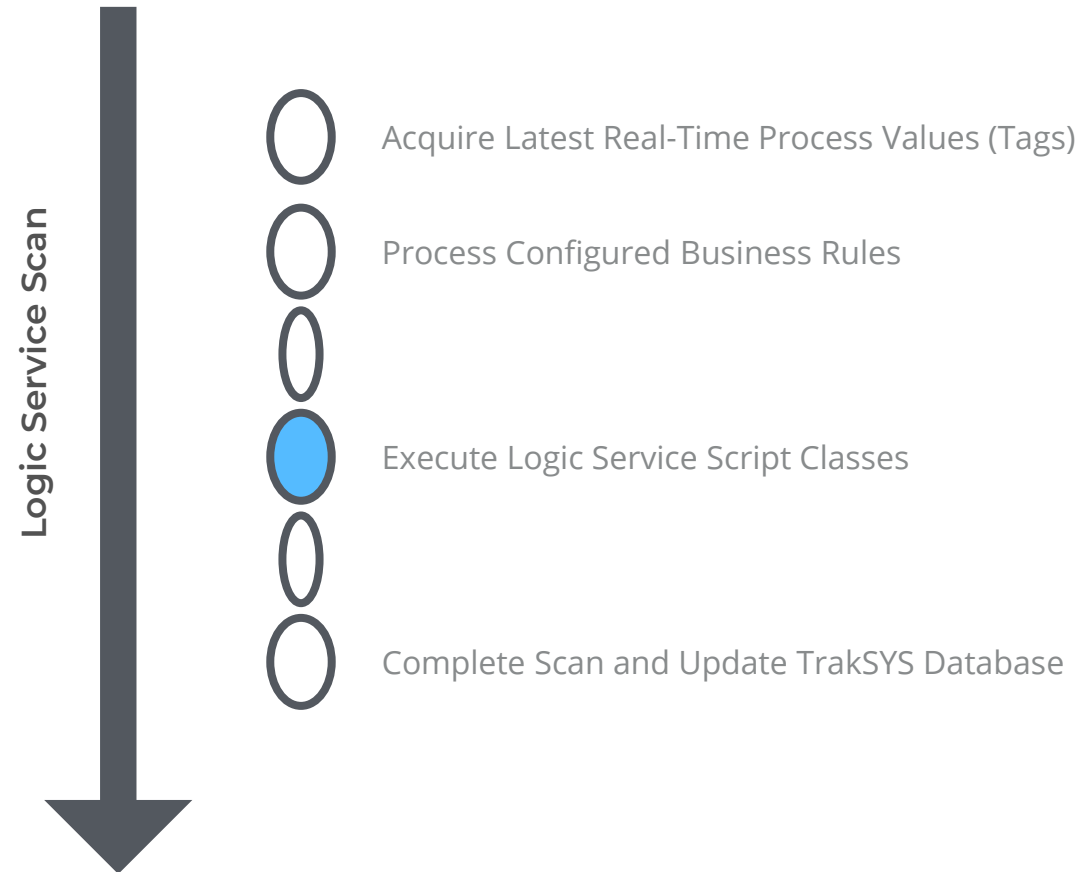 Logic Service Scan
Acquire Latest Real-Time Process Values (Tags)
Process Configured Business Rules
Execute Logic Service Script Classes
Complete Scan and Update TrakSYS Database